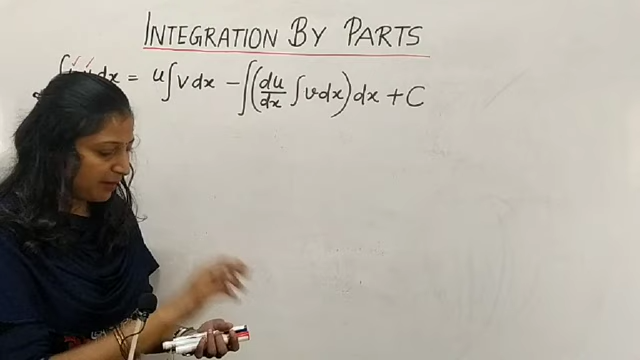 INTEGRATION BY PARTS
∫ u v dx = u∫v dx − ∫(du/dx ∫v dx) dx + C